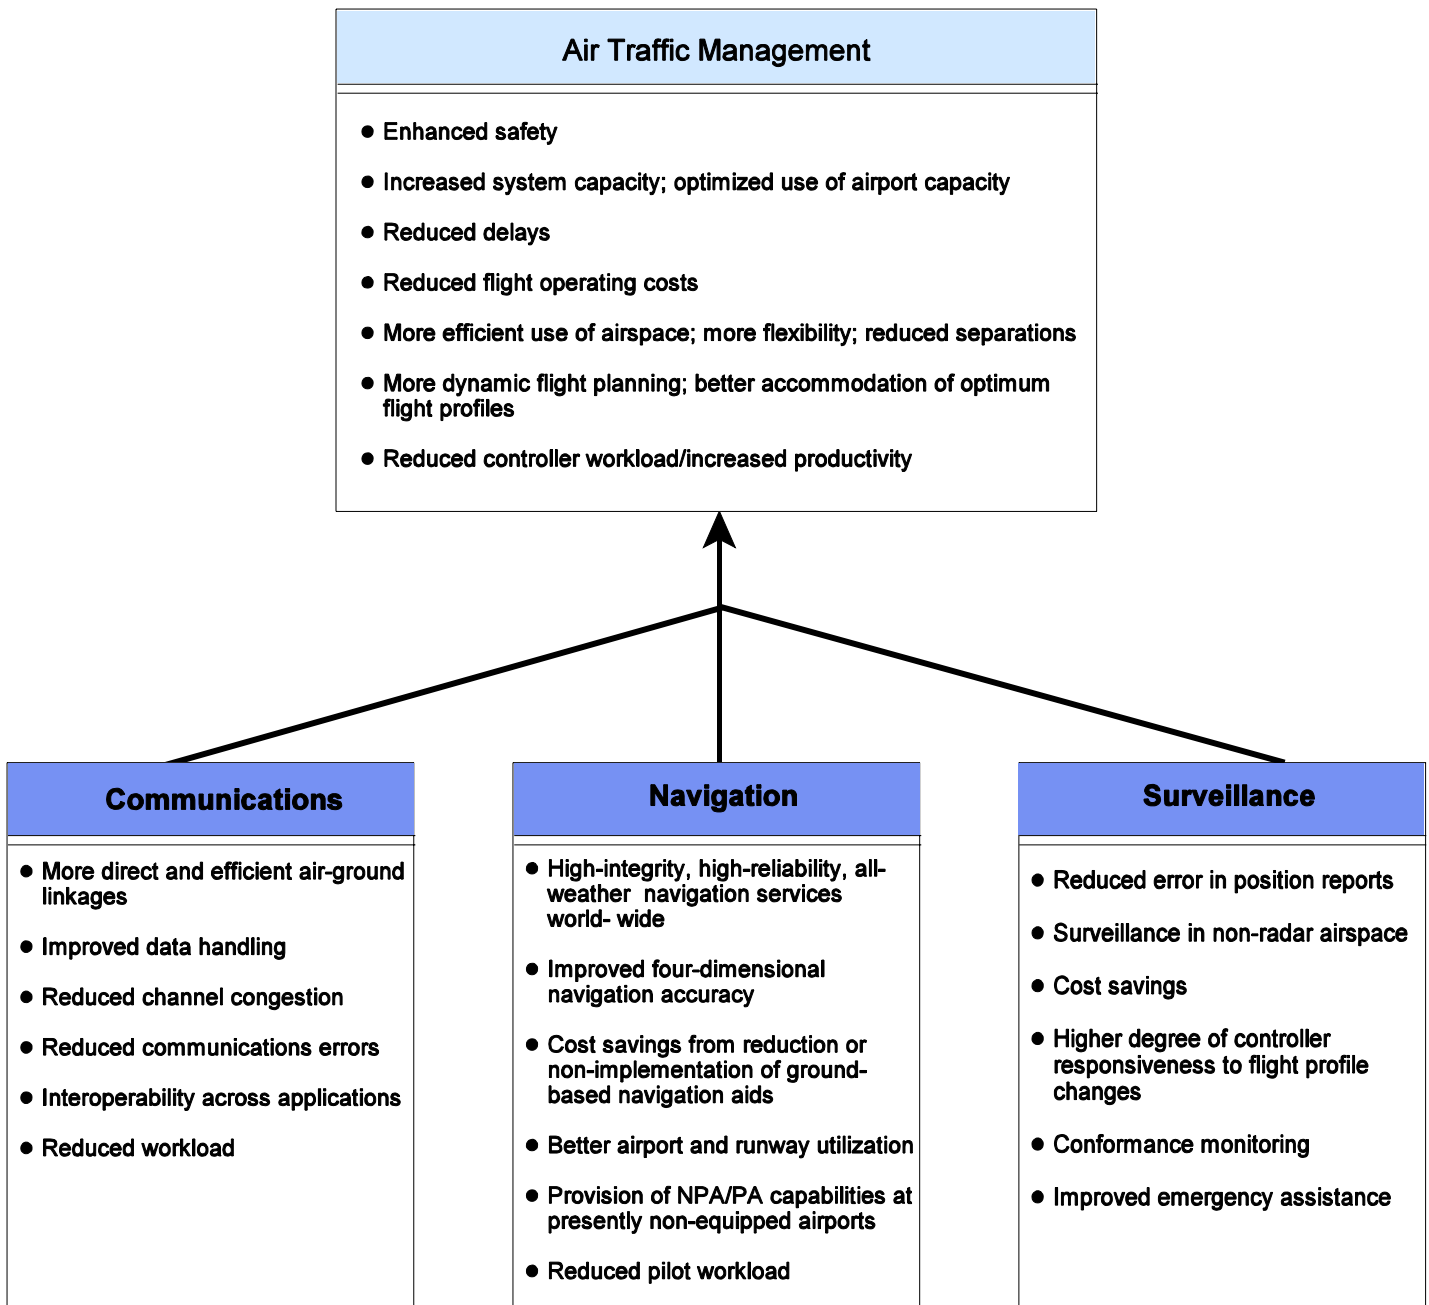 Air Traffic Management
● Enhanced safety
● Increased system capacity; optimized use of airport capacity
● Reduced delays
● Reduced flight operating costs
● More efficient use of airspace; more flexibility; reduced separations
● More dynamic flight planning; better accommodation of optimum
flight profiles
● Reduced controller workload/increased productivity
Communications
● More direct and efficient air-ground
linkages
● Improved data handling
● Reduced channel congestion
● Reduced communications errors
● Interoperability across applications
● Reduced workload
Navigation
● High-integrity, high-reliability, all-
weather navigation services
world- wide
● Improved four-dimensional
navigation accuracy
● Cost savings from reduction or
non-implementation of ground-
based navigation aids
● Better airport and runway utilization
● Provision of NPA/PA capabilities at
presently non-equipped airports
● Reduced pilot workload
Surveillance
● Reduced error in position reports
● Surveillance in non-radar airspace
● Cost savings
● Higher degree of controller
responsiveness to flight profile
changes
● Conformance monitoring
● Improved emergency assistance